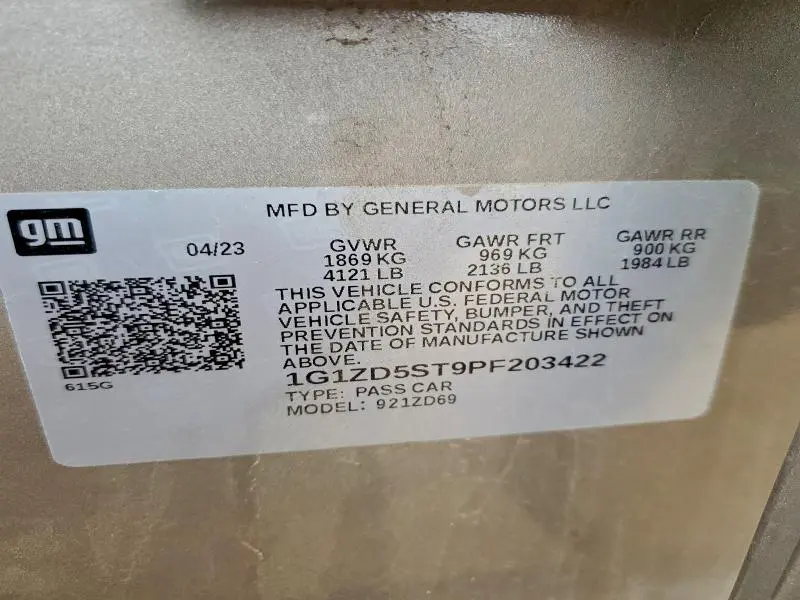 gm
MFD BY GENERAL MOTORS LLC
04/23
GVWR
1869 KG
4121 LB
GAWR FRT
969 KG
2136 LB
GAWR RR
900 KG
1984 LB
THIS VEHICLE CONFORMS TO ALL
APPLICABLE U.S. FEDERAL MOTOR
VEHICLE SAFETY, BUMPER, AND THEFT
PREVENTION STANDARDS IN EFFECT ON
THE DATE OF MANUFACTURE SHOWN
ABOVE.
615G
1G1ZD5ST9PF203422
TYPE: PASS CAR
MODEL: 921ZD69